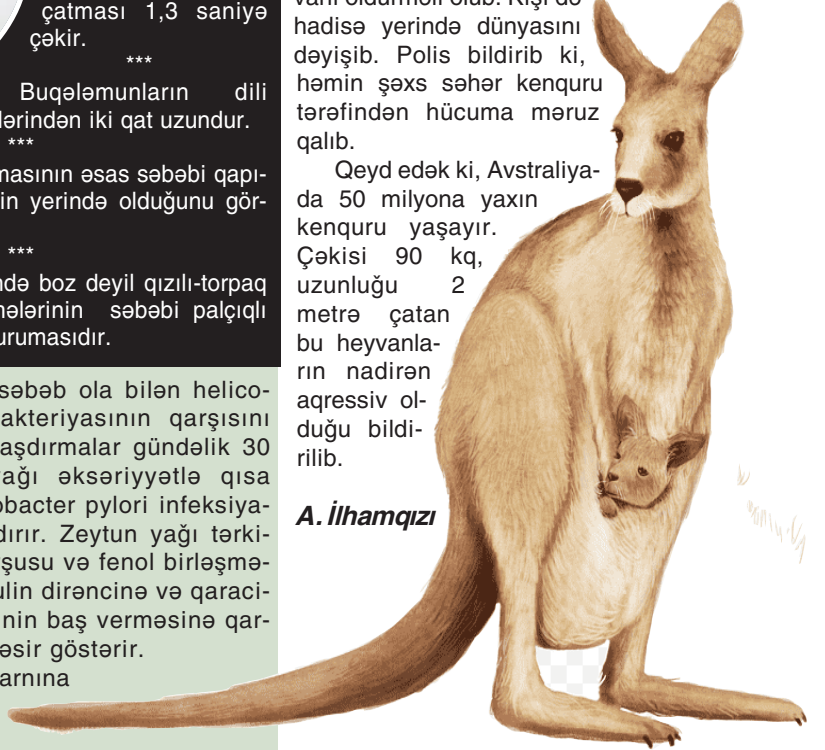 çatması 1,3 saniyə
çəkir.
***
Buqələmunların dili
lərindən iki qat uzundur.
***
masının əsas səbəbi qapı-
in yerində olduğunu gör-
***
ndə boz deyil qızılı-torpaq
nələrinin səbəbi palçıqlı
urumasıdır.
səbəb ola bilən helico-
akteriyasının qarşısını
aşdırmalar gündəlik 30
yağı əksəriyyətlə qısa
obacter pylori infeksiya-
dırır. Zeytun yağı tərki-
rşusu və fenol birləşmə-
ulin dirəncinə və qaraci-
inin baş verməsinə qar-
əsir göstərir.
arnına
hadisə yerində dünyasını
dəyişib. Polis bildirib ki,
həmin şəxs səhər kenquru
tərəfindən hücuma məruz
qalıb.
Qeyd edək ki, Avstraliya-
da 50 milyona yaxın
kenquru yaşayır.
Çəkisi 90 kq,
uzunluğu 2
metrə çatan
bu heyvanla-
rın nadirən
aqressiv ol-
duğu bildi-
rilib.
A. İlhamqızı